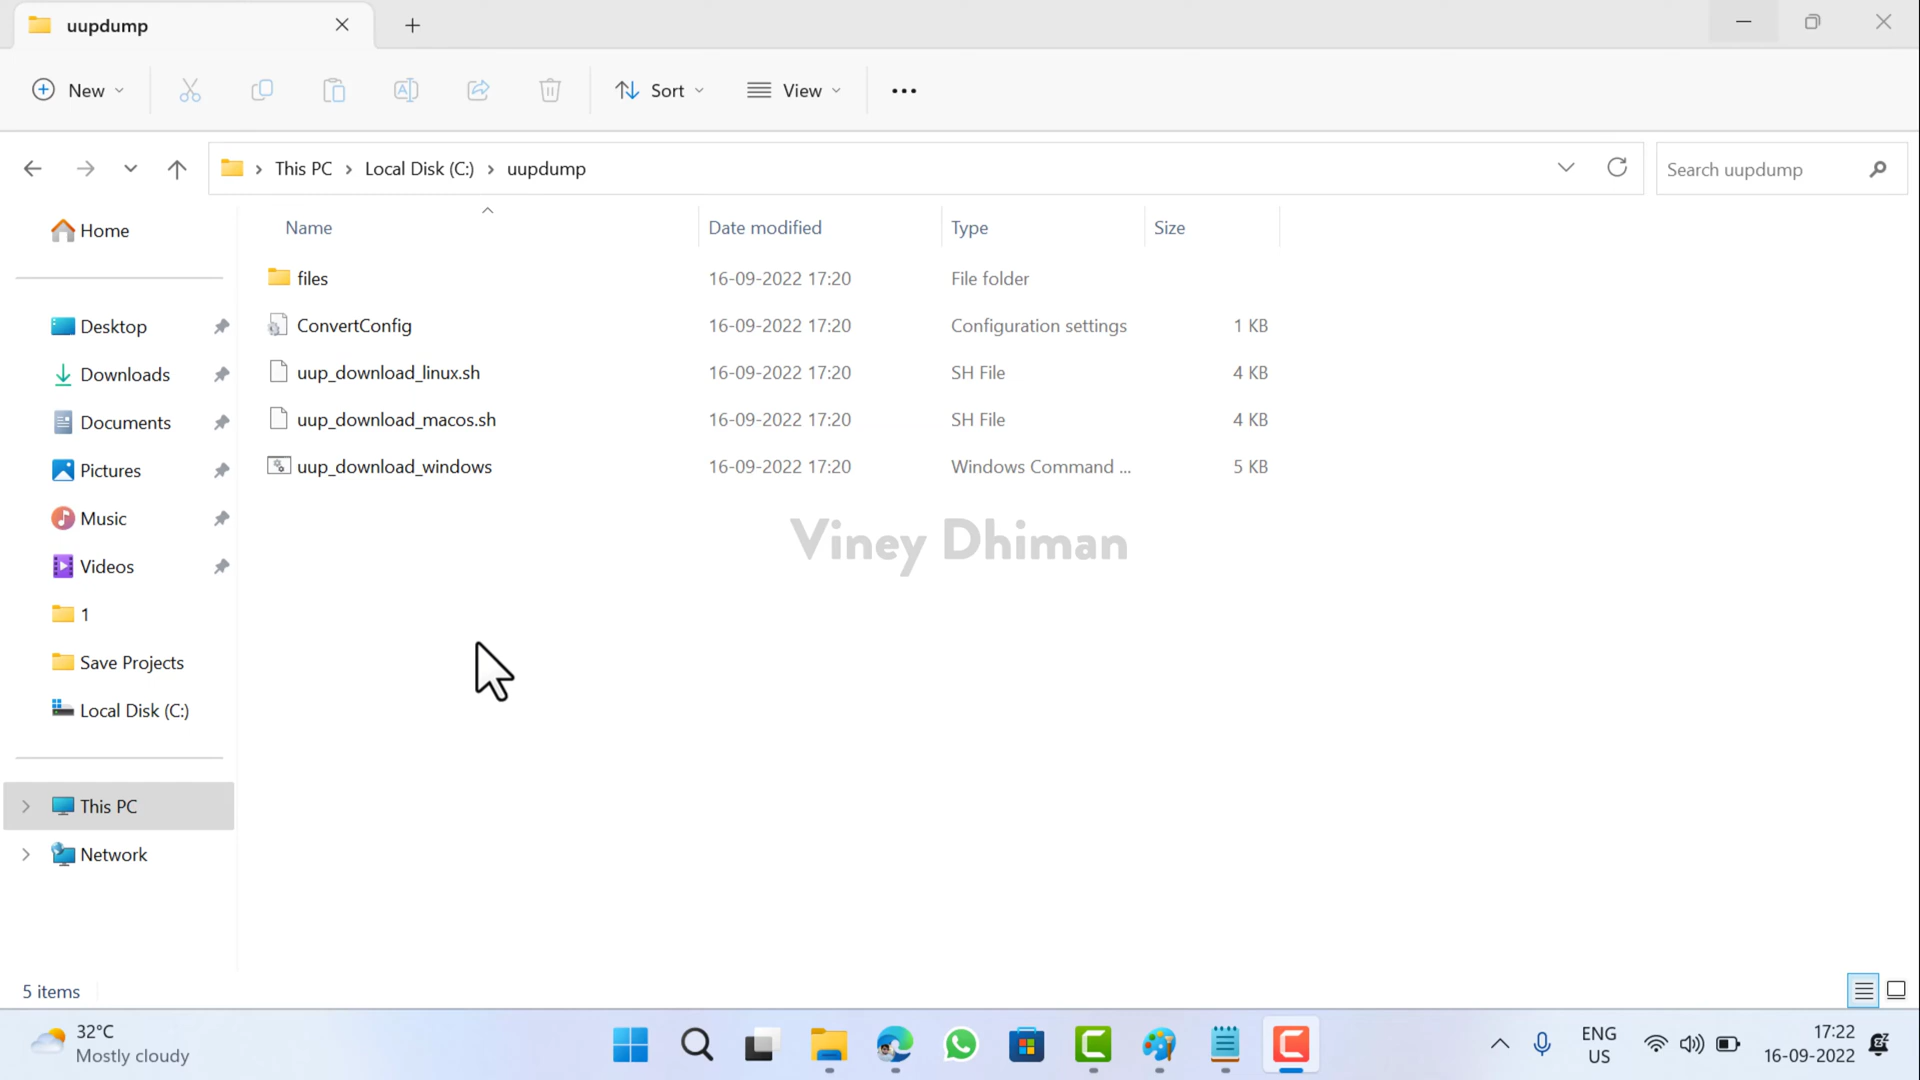 uupdump
New
Sort
View
This PC
Local Disk (C:)
uupdump
Search uupdump
Home
Desktop
Downloads
Documents
Pictures
Music
Videos
1
Save Projects
Local Disk (C:)
This PC
Network
Name Date modified Type Size
files 16-09-2022 17:20 File folder
ConvertConfig 16-09-2022 17:20 Configuration settings 1 KB
uup_download_linux.sh 16-09-2022 17:20 SH File 4 KB
uup_download_macos.sh 16-09-2022 17:20 SH File 4 KB
uup_download_windows 16-09-2022 17:20 Windows Command ... 5 KB
Viney Dhiman
5 items
32°C
Mostly cloudy
ENG
US
17:22
16-09-2022